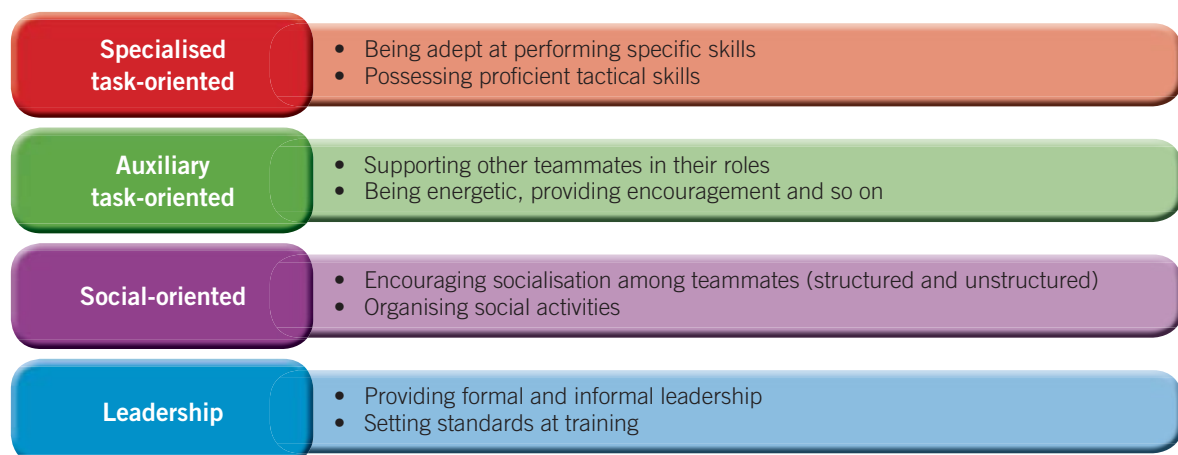 Specialised
task-oriented
• Being adept at performing specific skills
• Possessing proficient tactical skills
Auxiliary
task-oriented
• Supporting other teammates in their roles
• Being energetic, providing encouragement and so on
Social-oriented
• Encouraging socialisation among teammates (structured and unstructured)
• Organising social activities
Leadership
• Providing formal and informal leadership
• Setting standards at training